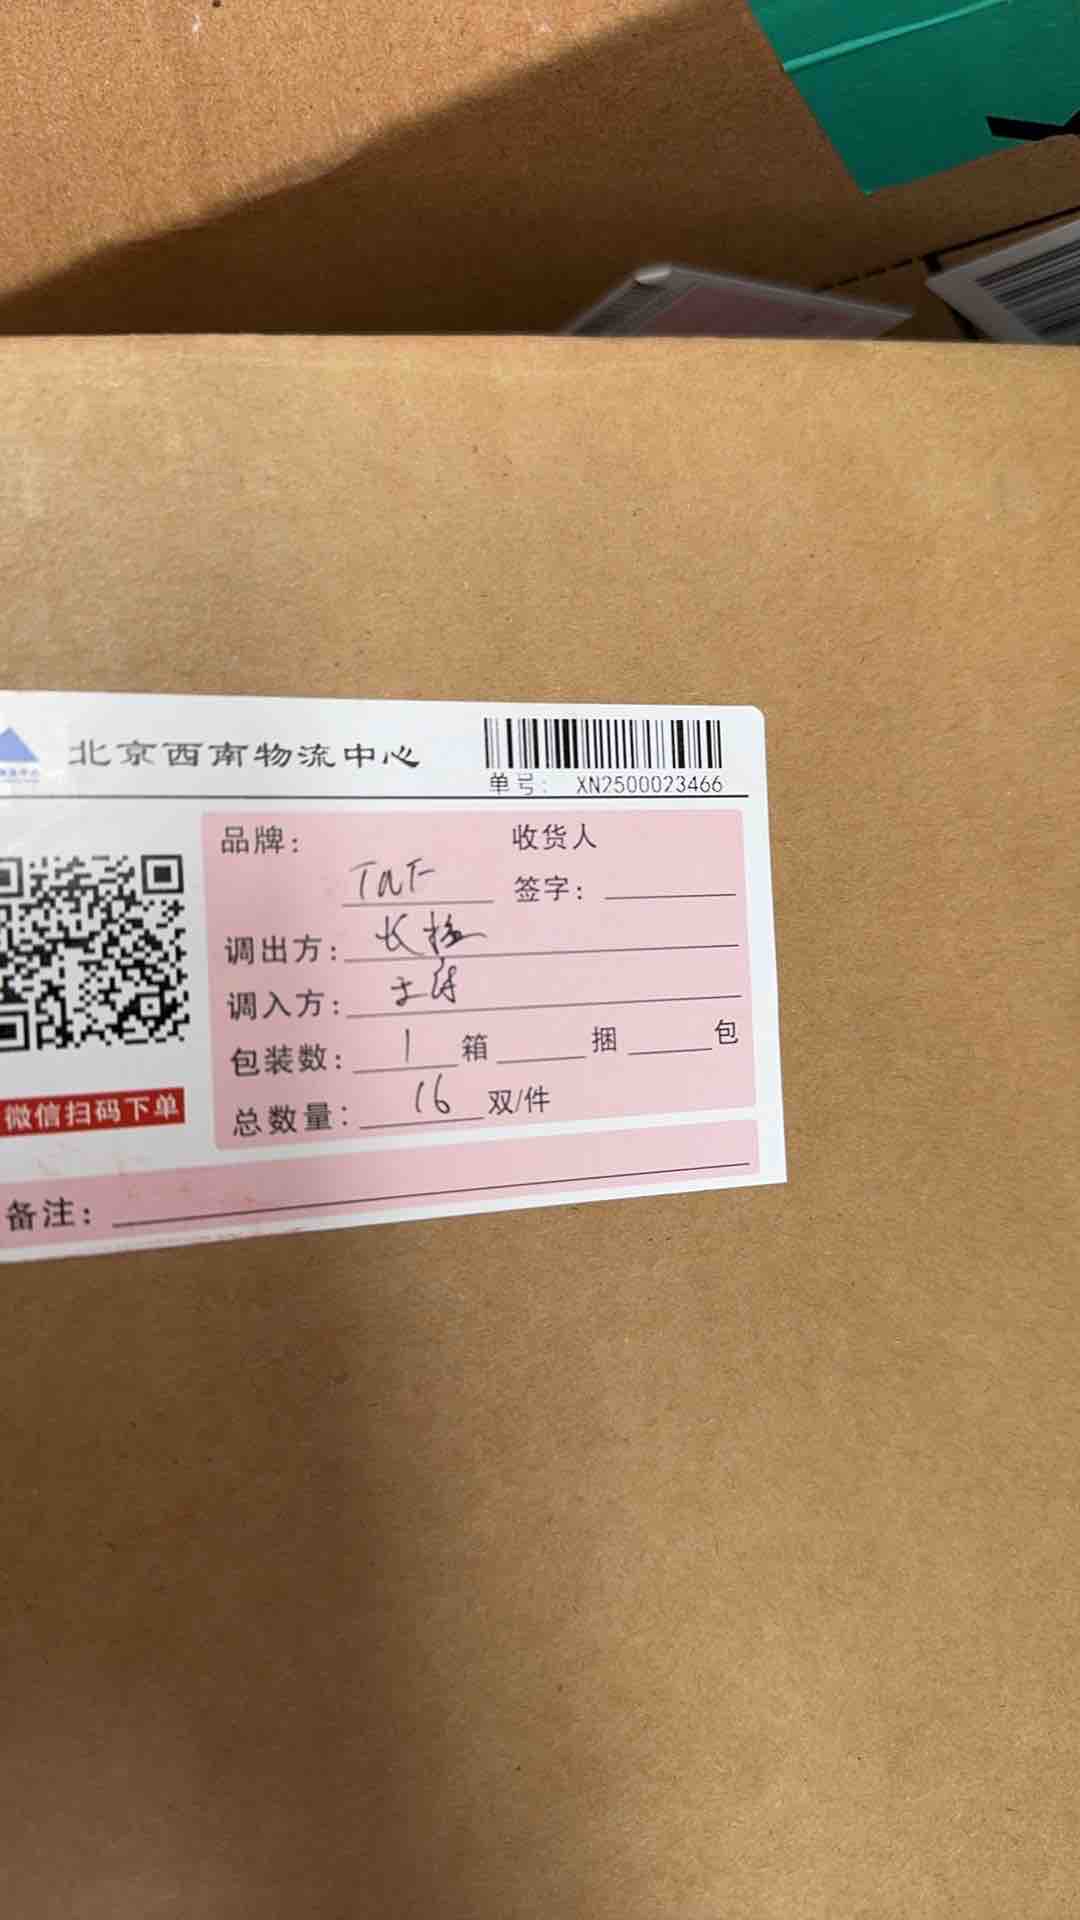 北京西南物流中心
单号: XN2500023466
品牌: TaT
收货人
签字:
调出方: 长楹
调入方:
包装数: 1 箱 捆 包
总数量: 16 双/件
微信扫码下单
备注: